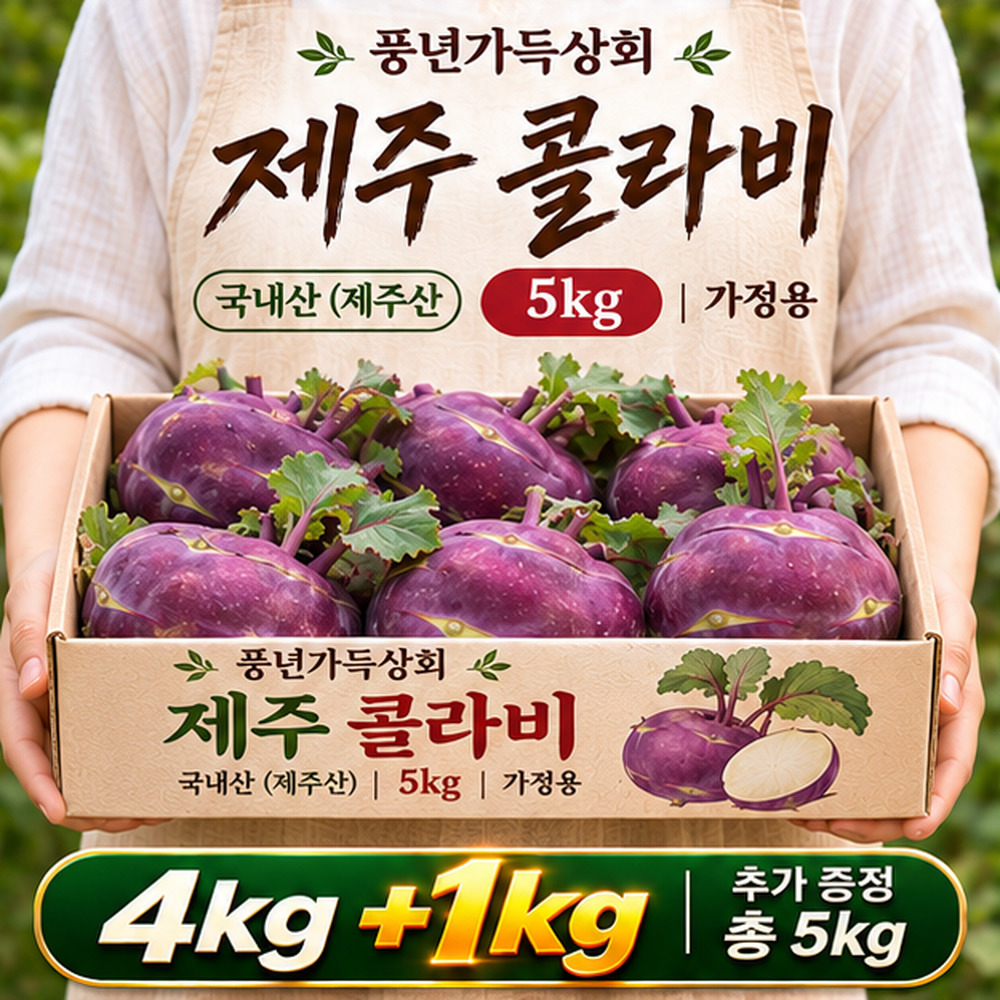 풍년가득상회
제주 콜라비
국내산 (제주산 5kg | 가정용
풍년가득상회
제주 콜라비
국내산 (제주산) | 5kg | 가정용
4kg +1kg | 추가 증정
총 5kg